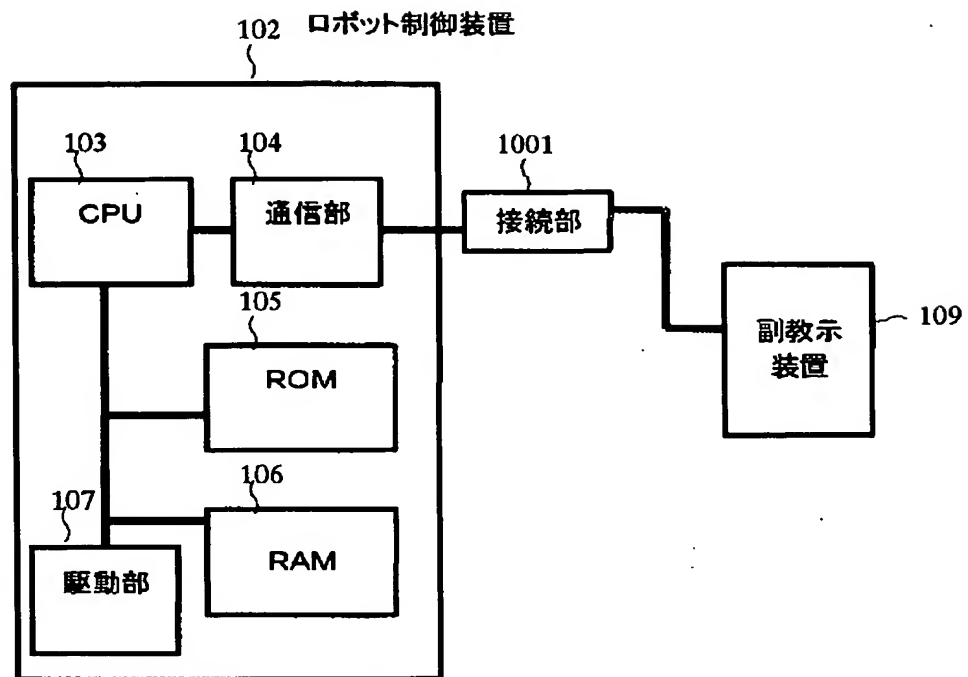 102 ロボット制御装置
103
104
1001
CPU
通信部
接続部
105
ROM
副教示
装置
109
106
107
RAM
駆動部